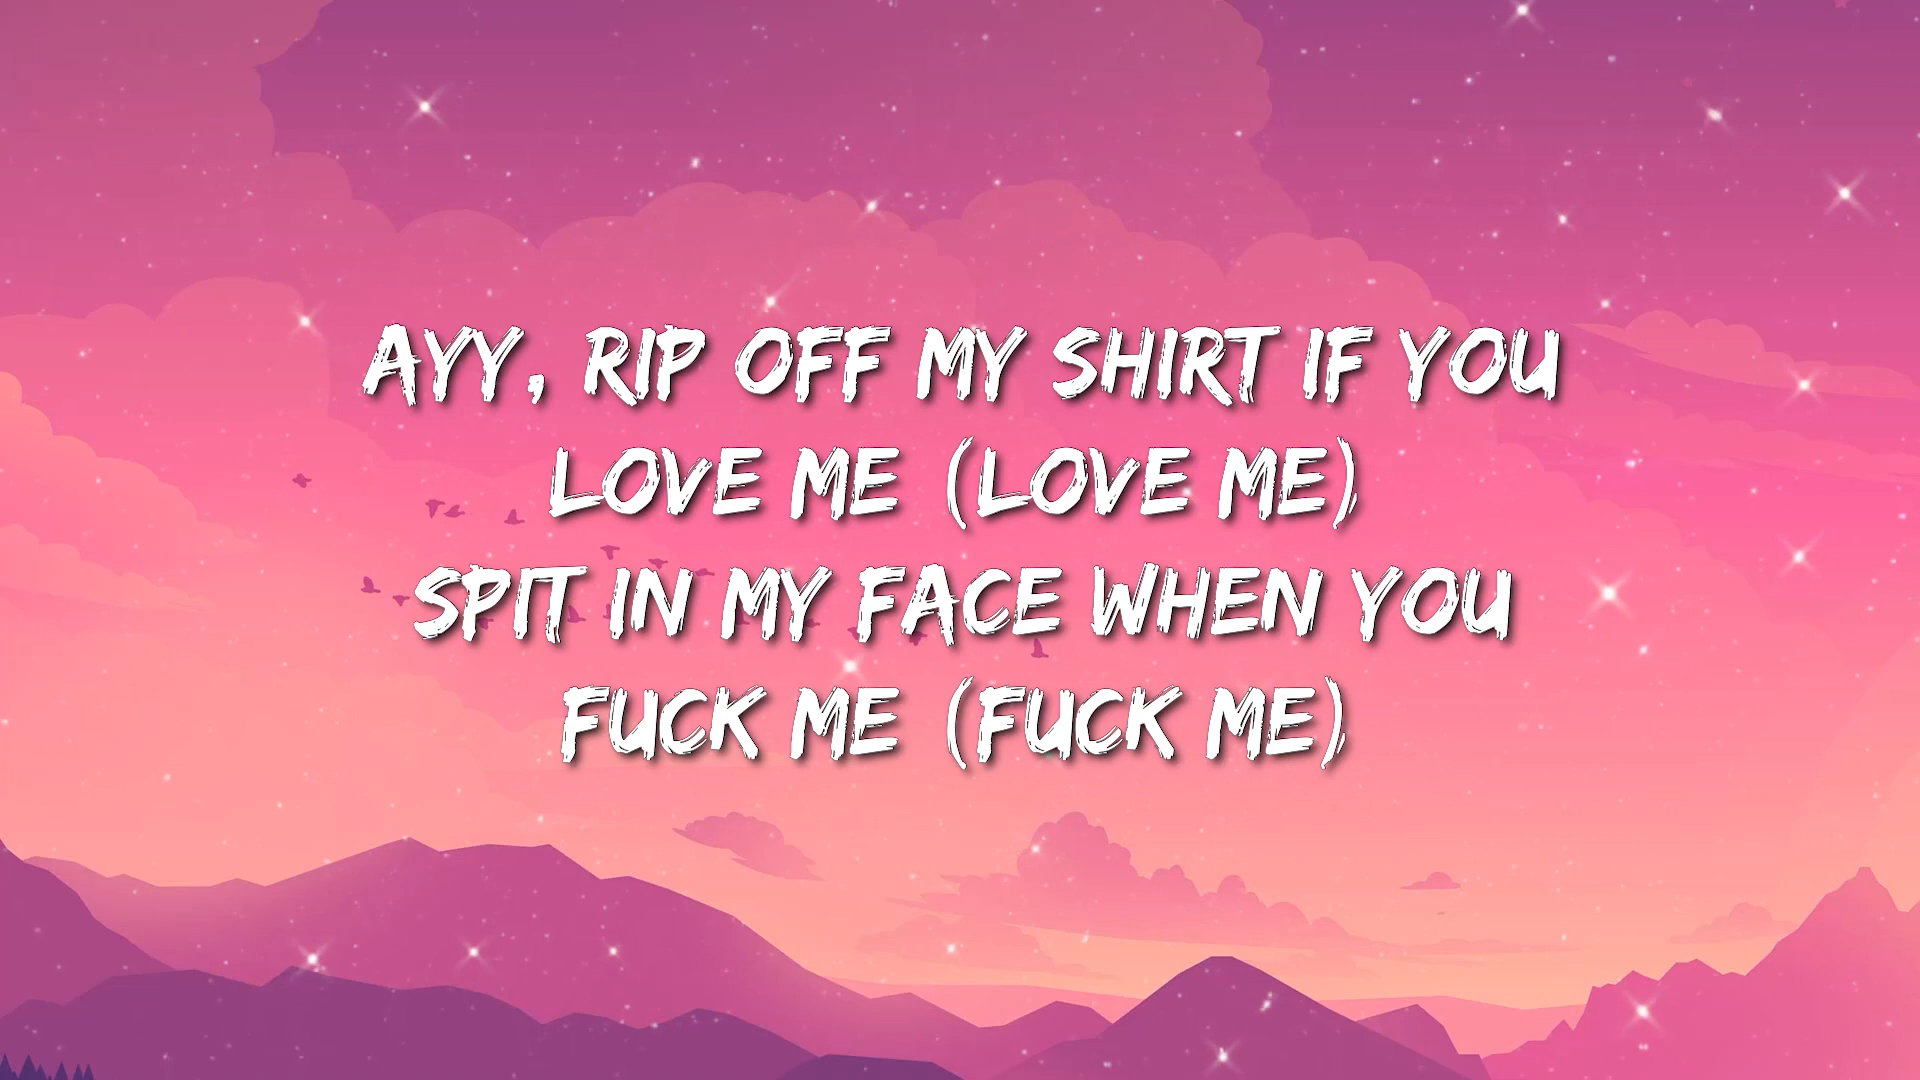 AYY, RIP OFF MY SHIRT IF YOU
LOVE ME (LOVE ME)
SPIT IN MY FACE WHEN YOU
FUCK ME (FUCK ME)